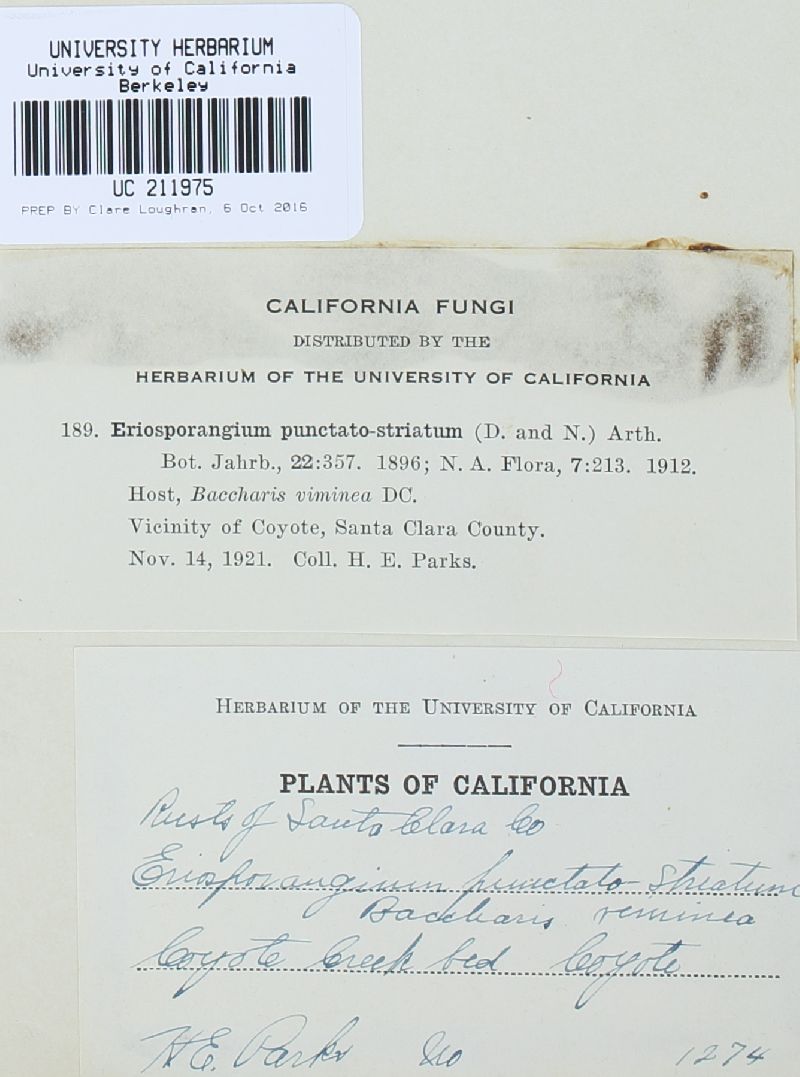 UNIVERSITY HERBARIUM
University of California
Berkeley
UC 211975
PREP BY Clare Loughran, 6 Oct 2016
CALIFORNIA FUNGI
DISTRIBUTED BY THE
HERBARIUM OF THE UNIVERSITY OF CALIFORNIA
189. Eriosporangium punctato-striatum (D. and N.) Arth.
Bot. Jahrb., 22:357. 1896; N. A. Flora, 7:213. 1912.
Host, Baccharis viminea DC.
Vicinity of Coyote, Santa Clara County.
Nov. 14, 1921. Coll. H. E. Parks.
HERBARIUM OF THE UNIVERSITY OF CALIFORNIA
PLANTS OF CALIFORNIA
Rusts of Santa Clara Co
Eriosporangium punctato-striatum
Baccharis viminea
Coyote Creek bed Coyote
H.E. Parks No 1274